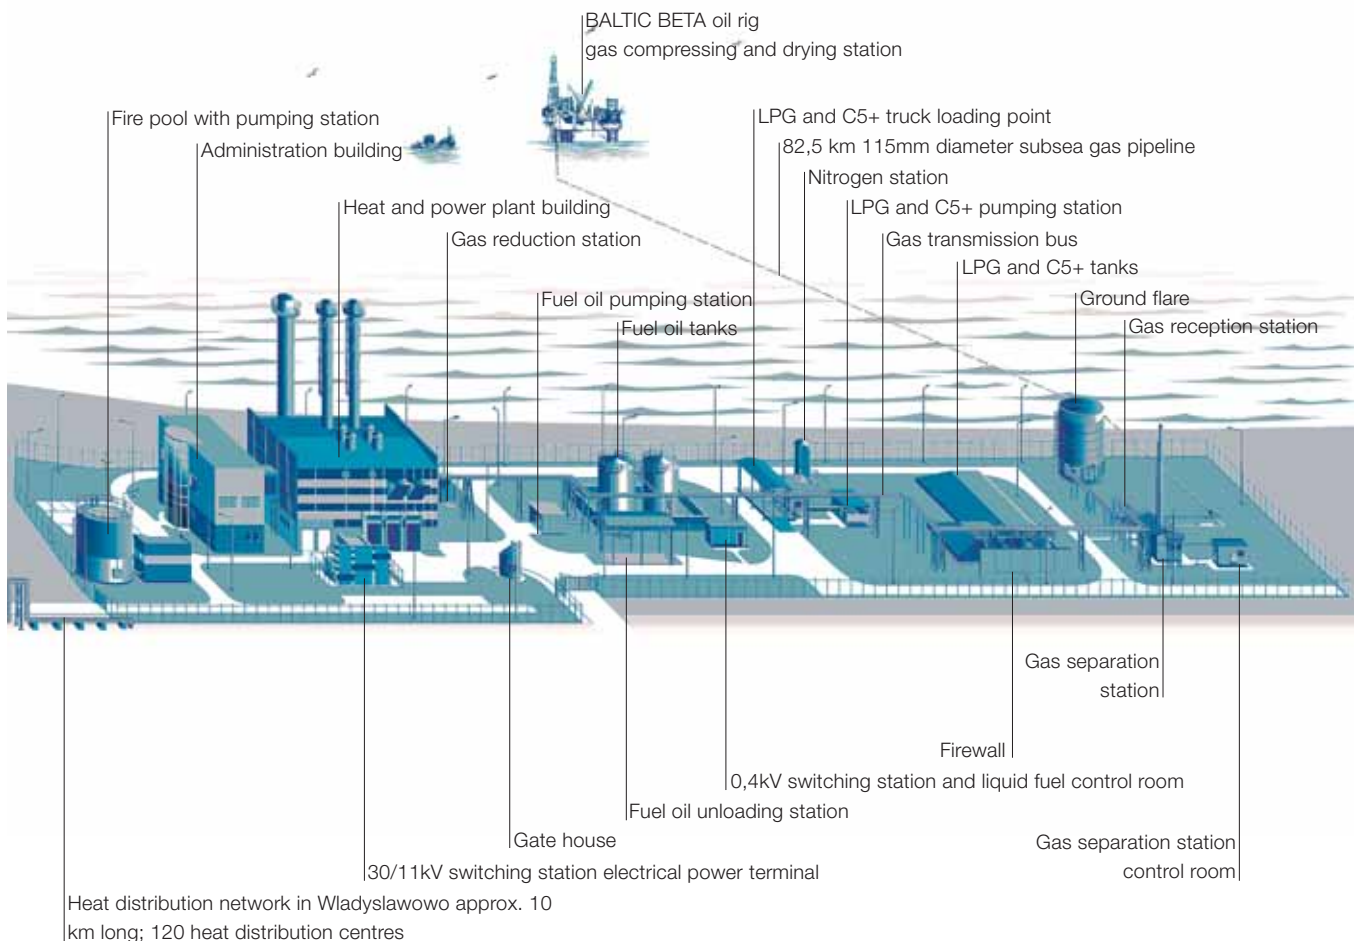 BALTIC BETA oil rig
gas compressing and drying station
Fire pool with pumping station
LPG and C5+ truck loading point
Administration building
82,5 km 115mm diameter subsea gas pipeline
Nitrogen station
Heat and power plant building
LPG and C5+ pumping station
Gas reduction station
Gas transmission bus
LPG and C5+ tanks
Fuel oil pumping station
Ground flare
Fuel oil tanks
Gas reception station
Gas separation
station
Firewall
0,4kV switching station and liquid fuel control room
Fuel oil unloading station
Gate house
Gas separation station
control room
30/11kV switching station electrical power terminal
Heat distribution network in Wladyslawowo approx. 10
km long; 120 heat distribution centres